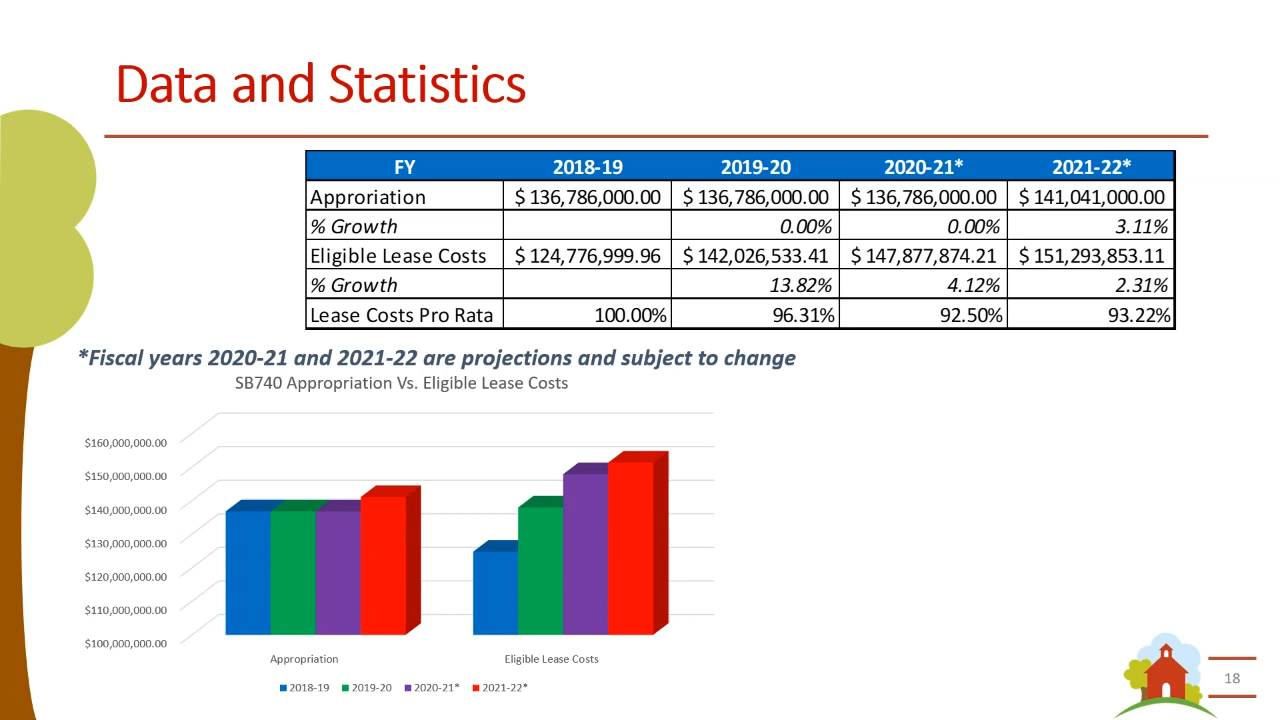 Data and Statistics
FY 2018-19 2019-20 2020-21* 2021-22*
Approriation $ 136,786,000.00 $ 136,786,000.00 $ 136,786,000.00 $ 141,041,000.00
% Growth 0.00% 0.00% 3.11%
Eligible Lease Costs $ 124,776,999.96 $ 142,026,533.41 $ 147,877,874.21 $ 151,293,853.11
% Growth 13.82% 4.12% 2.31%
Lease Costs Pro Rata 100.00% 96.31% 92.50% 93.22%
*Fiscal years 2020-21 and 2021-22 are projections and subject to change
SB740 Appropriation Vs. Eligible Lease Costs
$160,000,000.00
$150,000,000.00
$140,000,000.00
$130,000,000.00
$120,000,000.00
$110,000,000.00
$100,000,000.00
Appropriation Eligible Lease Costs
2018-19 2019-20 2020-21* 2021-22*
18